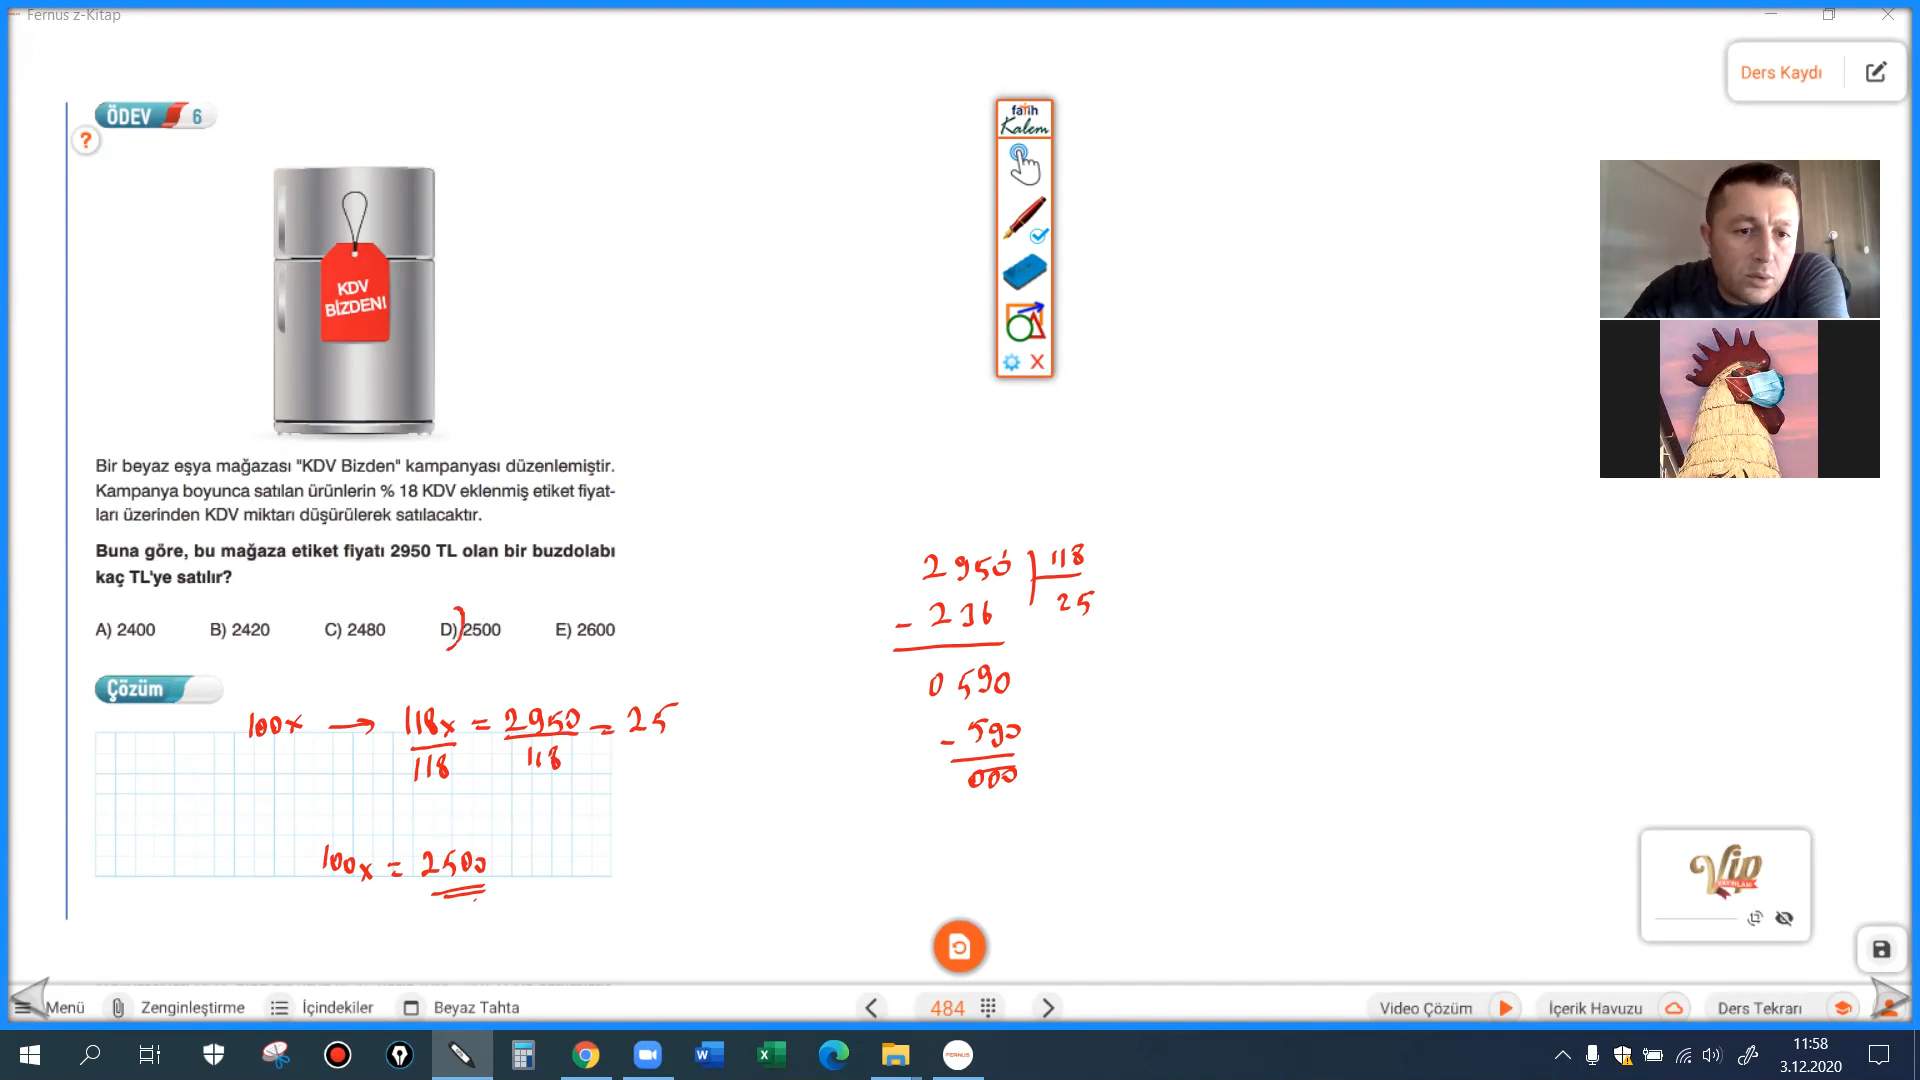 Fernus z-Kitap
Ders Kaydı
ÖDEV 6
?
KDV
BİZDEN!
fatih
Kalem
Bir beyaz eşya mağazası "KDV Bizden" kampanyası düzenlemiştir.
Kampanya boyunca satılan ürünlerin % 18 KDV eklenmiş etiket fiyat-
ları üzerinden KDV miktarı düşürülerek satılacaktır.
Buna göre, bu mağaza etiket fiyatı 2950 TL olan bir buzdolabı
kaç TL'ye satılır?
A) 2400 B) 2420 C) 2480 D) 2500 E) 2600
Çözüm
100x → 118x = 2950 = 25
118 118
100x = 2500
2950 118
- 236 25
0590
- 590
000
Vip
YAYINLARI
Menü Zenginleştirme İçindekiler Beyaz Tahta 484 Video Çözüm İçerik Havuzu Ders Tekrarı
FERNUS
11:58
3.12.2020